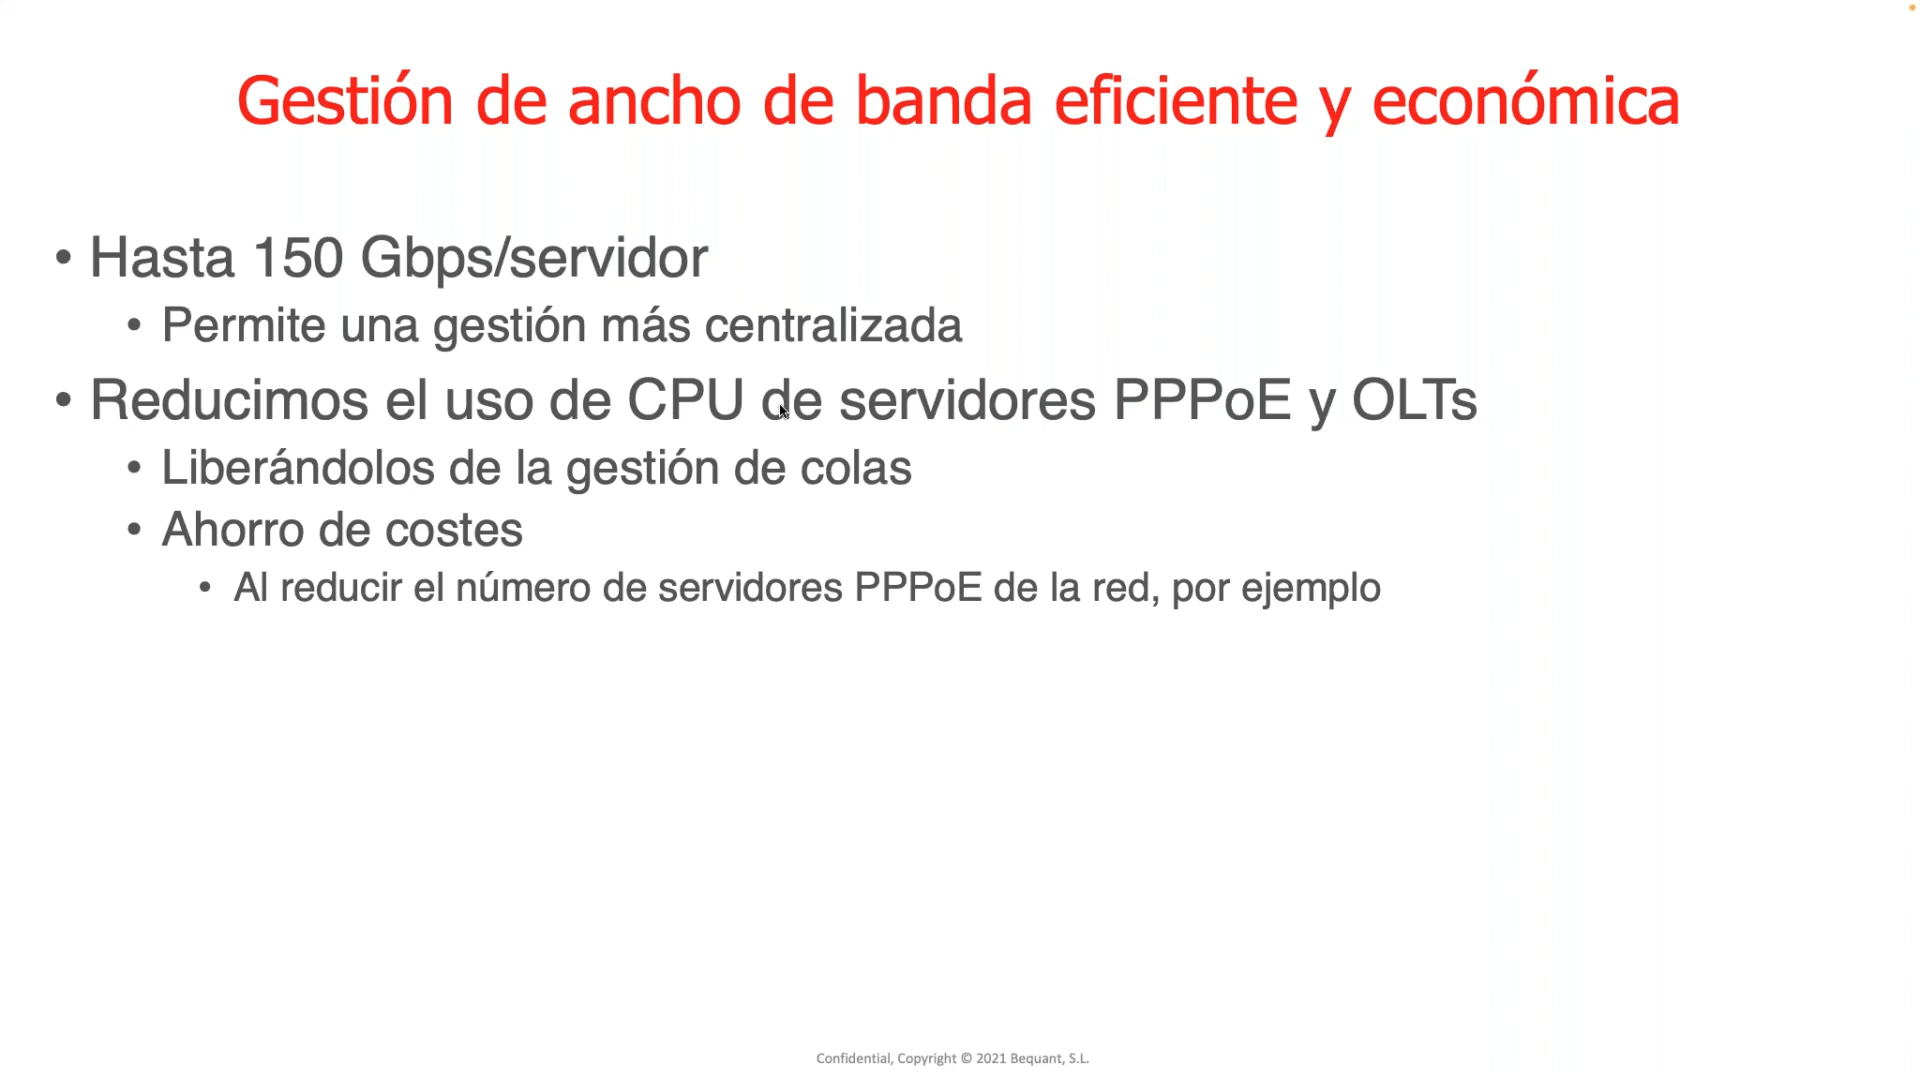 Gestión de ancho de banda eficiente y económica
• Hasta 150 Gbps/servidor
• Permite una gestión más centralizada
• Reducimos el uso de CPU de servidores PPPoE y OLTs
• Liberándolos de la gestión de colas
• Ahorro de costes
• Al reducir el número de servidores PPPoE de la red, por ejemplo
Confidential, Copyright © 2021 Bequant, S.L.